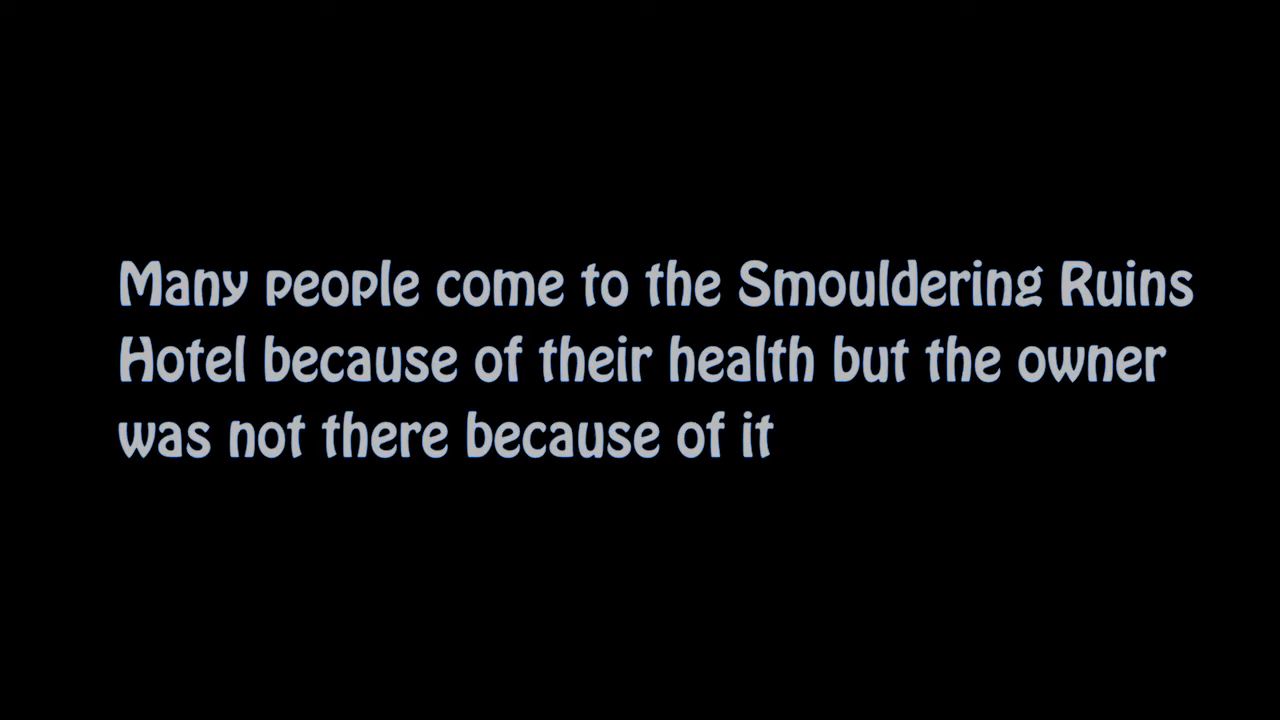 Many people come to the Smouldering Ruins
Hotel because of their health but the owner
was not there because of it